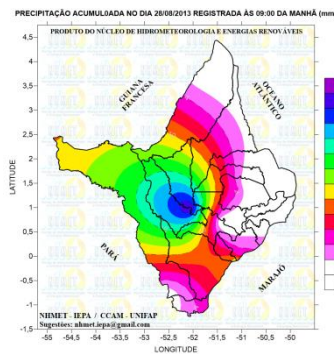 PRECIPITAÇÃO ACUMUL0ADA NO DIA 28/08/2013 REGISTRADA ÀS 09:00 DA MANHÃ (mm
PRODUTO DO NÚCLEO DE HIDROMETEOROLOGIA E ENERGIAS RENOVÁVEIS
GUIANA
FRANCESA
OCEANO
ATLÂNTICO
PARÁ
MARAJÓ
LATITUDE
4,5
4
3,5
3
2,5
2
1,5
1
0,5
0
-0,5
-1
-1,5
NHMET - IEPA / CCAM - UNIFAP
Sugestões: nhmet.iepa@gmail.com
-55 -54,5 -54 -53,5 -53 -52,5 -52 -51,5 -51 -50,5 -50
LONGITUDE